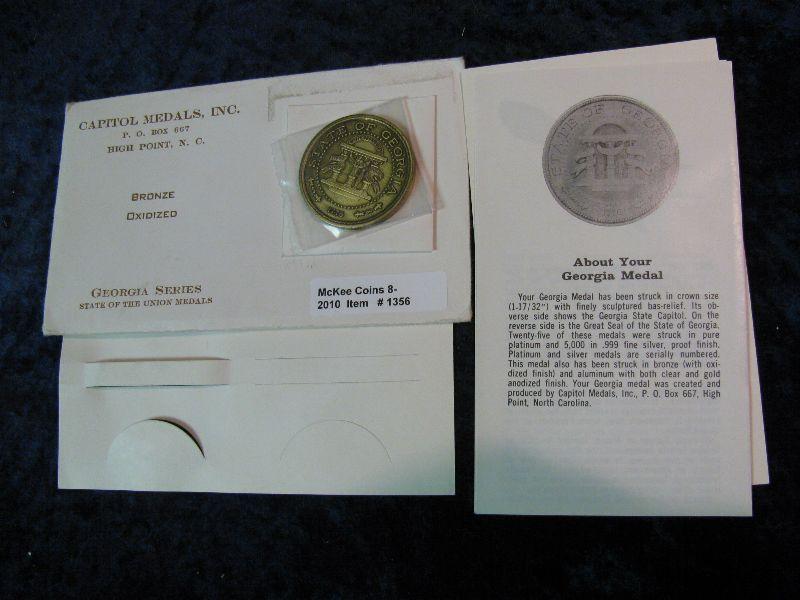 CAPITOL MEDALS, INC.
P. O. BOX 667
HIGH POINT, N. C.
BRONZE
OXIDIZED
GEORGIA SERIES
STATE OF THE UNION MEDALS
STATE OF GEORGIA
McKee Coins 8-
2010 Item # 1356
STATE OF GEORGIA
About Your
Georgia Medal
Your Georgia Medal has been struck in crown size
(1-17/32") with finely sculptured bas-relief. Its ob-
verse side shows the Georgia State Capitol. On the
reverse side is the Great Seal of the State of Georgia.
Twenty-five of these medals were struck in pure
platinum and 5,000 in .999 fine silver, proof finish.
Platinum and silver medals are serially numbered.
This medal also has been struck in bronze (with oxi-
dized finish) and aluminum with both clear and gold
anodized finish. Your Georgia medal was created and
produced by Capitol Medals, Inc., P. O. Box 667, High
Point, North Carolina.